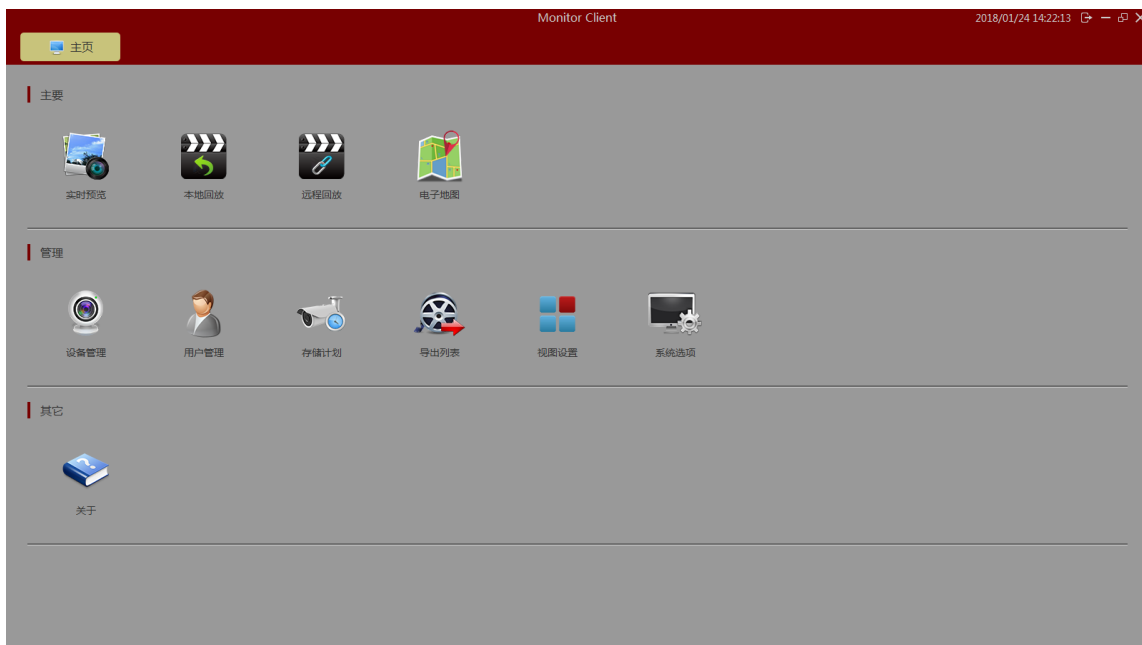 Monitor Client
2018/01/24 14:22:13
主页
主要
实时预览 本地回放 远程回放 电子地图
管理
设备管理 用户管理 存储计划 导出列表 视图设置 系统选项
其它
关于